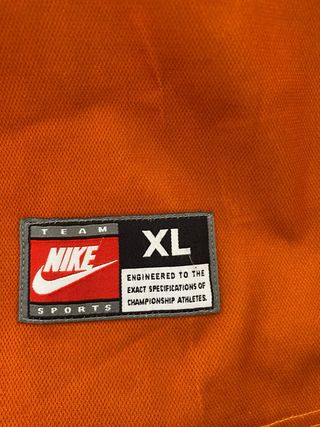 TEAM
NIKE
SPORTS
XL
ENGINEERED TO THE
EXACT SPECIFICATIONS OF
CHAMPIONSHIP ATHLETES.